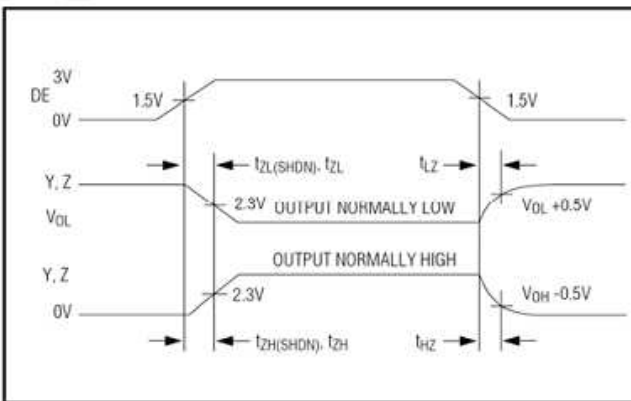 3V
DE
1.5V
1.5V
0V
tZL(SHDN), tZL
tLZ
Y, Z
2.3V
OUTPUT NORMALLY LOW
VOL +0.5V
VOL
OUTPUT NORMALLY HIGH
Y, Z
2.3V
VOH -0.5V
0V
tZH(SHDN), tZH
tHZ